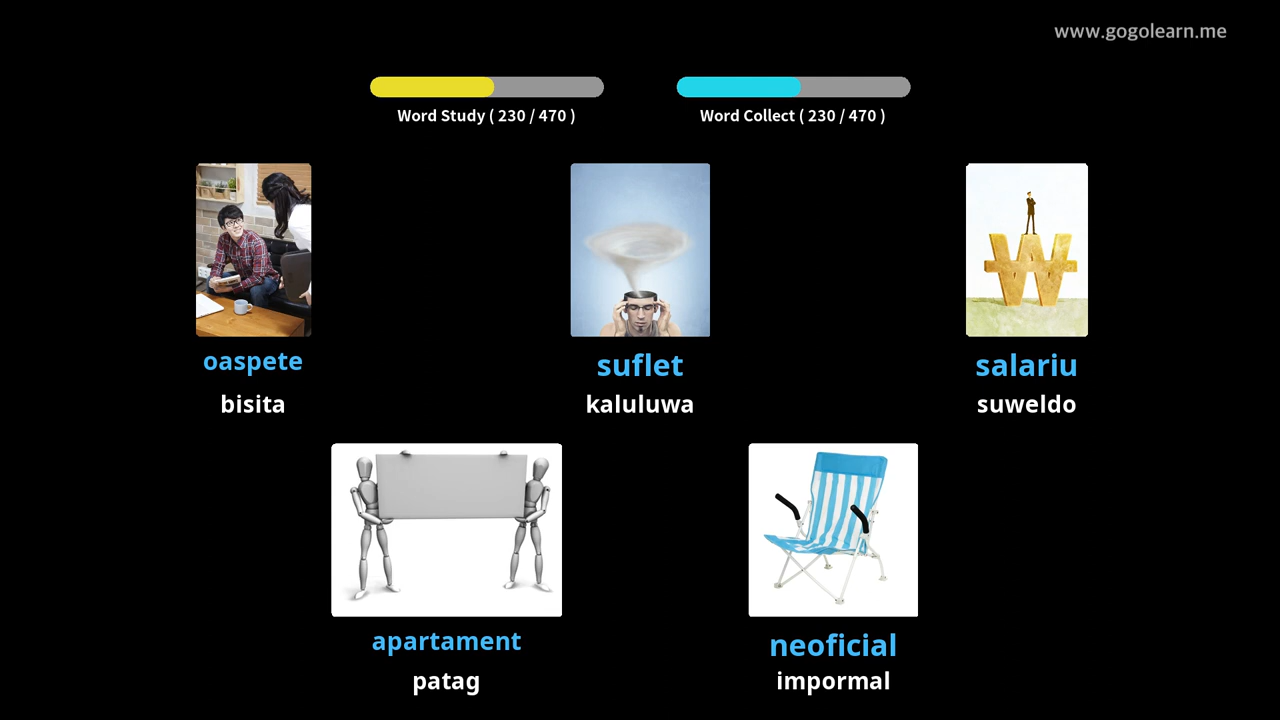 www.gogolearn.me
Word Study ( 230 / 470 )
Word Collect ( 230 / 470 )
oaspete
bisita
suflet
kaluluwa
salariu
suweldo
apartament
patag
neoficial
impormal